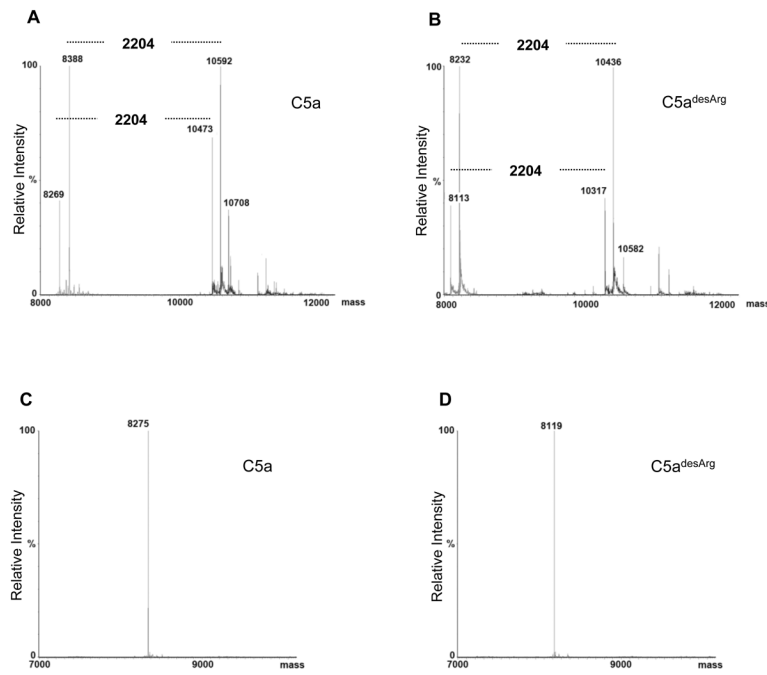 A
2204
8388
10592
100
C5a
2204
10473
Relative Intensity
%
8269
10708
0
8000
10000
12000
mass
B
2204
8232
10436
100
C5adesArg
2204
8113
10317
Relative Intensity
%
10582
0
8000
10000
12000
mass
C
8275
100
C5a
Relative Intensity
%
0
7000
9000
mass
D
8119
100
C5adesArg
Relative Intensity
%
0
7000
9000
mass